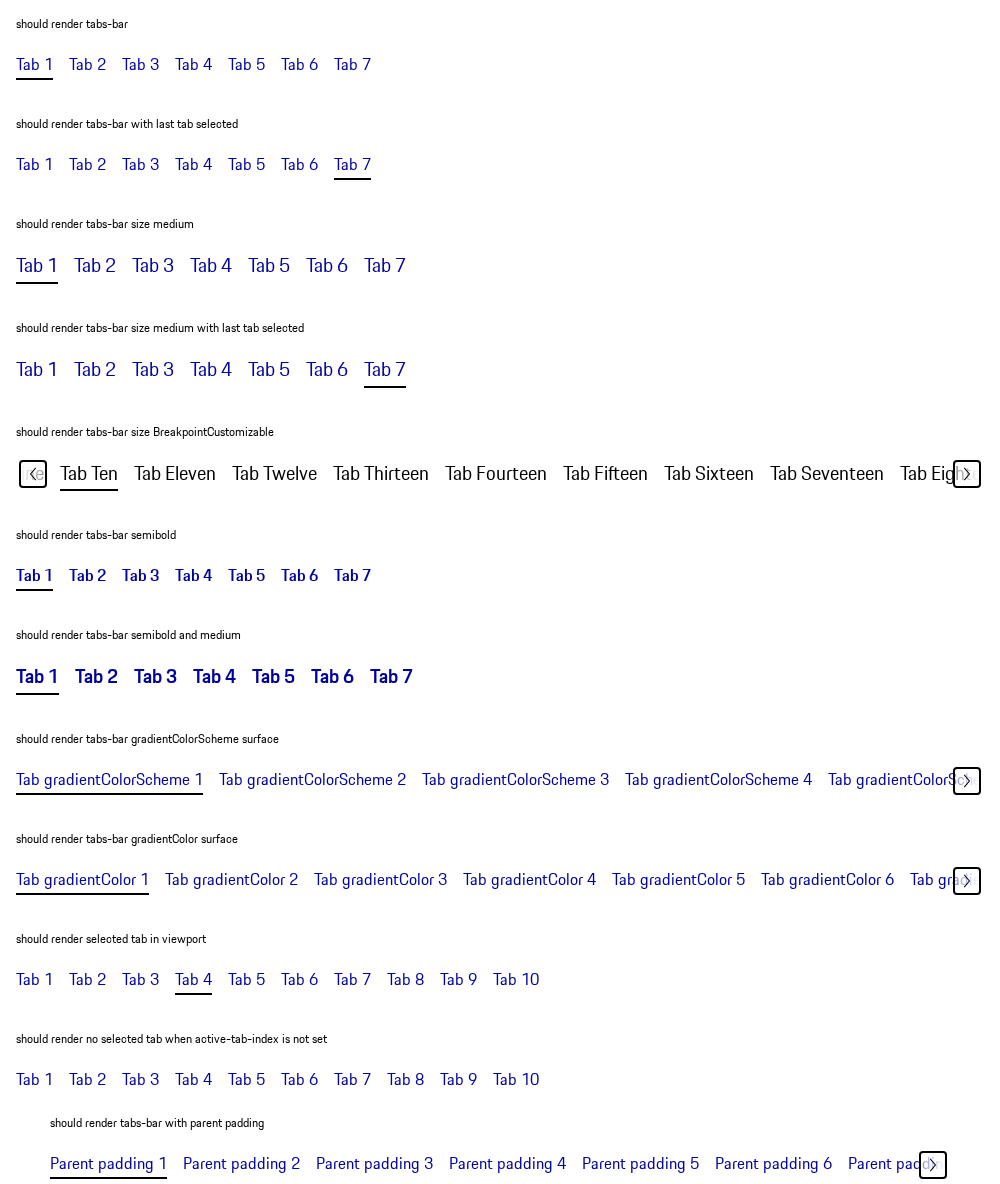 should render tabs-bar
Tab 1 Tab 2 Tab 3 Tab 4 Tab 5 Tab 6 Tab 7
should render tabs-bar with last tab selected
Tab 1 Tab 2 Tab 3 Tab 4 Tab 5 Tab 6 Tab 7
should render tabs-bar size medium
Tab 1 Tab 2 Tab 3 Tab 4 Tab 5 Tab 6 Tab 7
should render tabs-bar size medium with last tab selected
Tab 1 Tab 2 Tab 3 Tab 4 Tab 5 Tab 6 Tab 7
should render tabs-bar size BreakpointCustomizable
Tab Ten Tab Eleven Tab Twelve Tab Thirteen Tab Fourteen Tab Fifteen Tab Sixteen Tab Seventeen Tab
should render tabs-bar semibold
Tab 1 Tab 2 Tab 3 Tab 4 Tab 5 Tab 6 Tab 7
should render tabs-bar semibold and medium
Tab 1 Tab 2 Tab 3 Tab 4 Tab 5 Tab 6 Tab 7
should render tabs-bar gradientColorScheme surface
Tab gradientColorScheme 1 Tab gradientColorScheme 2 Tab gradientColorScheme 3 Tab gradientColorScheme 4 Tab
should render tabs-bar gradientColor surface
Tab gradientColor 1 Tab gradientColor 2 Tab gradientColor 3 Tab gradientColor 4 Tab gradientColor 5 Tab gradientColor 6 Tab
should render selected tab in viewport
Tab 1 Tab 2 Tab 3 Tab 4 Tab 5 Tab 6 Tab 7 Tab 8 Tab 9 Tab 10
should render no selected tab when active-tab-index is not set
Tab 1 Tab 2 Tab 3 Tab 4 Tab 5 Tab 6 Tab 7 Tab 8 Tab 9 Tab 10
should render tabs-bar with parent padding
Parent padding 1 Parent padding 2 Parent padding 3 Parent padding 4 Parent padding 5 Parent padding 6 Parent